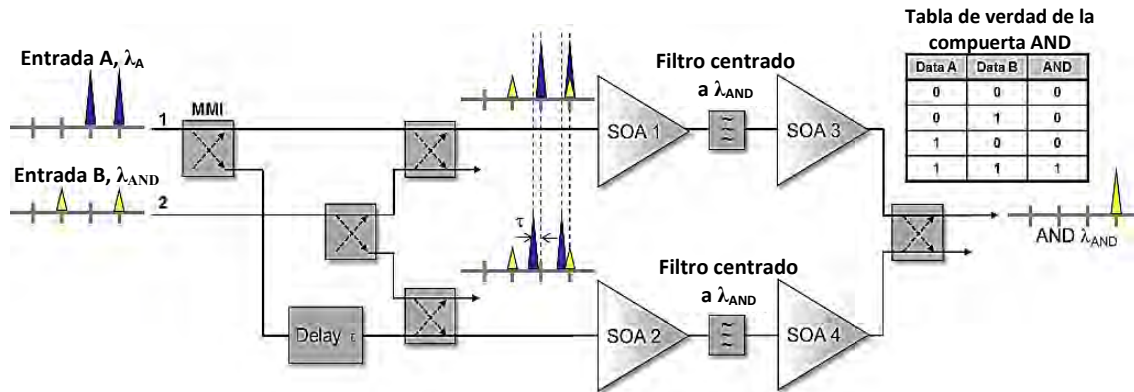 Entrada A, λA
1
MMI
Entrada B, λAND
2
Delay τ
τ
SOA 1
Filtro centrado
a λAND
SOA 3
SOA 2
Filtro centrado
a λAND
SOA 4
Tabla de verdad de la
compuerta AND
Data A Data B AND
0 0 0
0 1 0
1 0 0
1 1 1
AND λAND